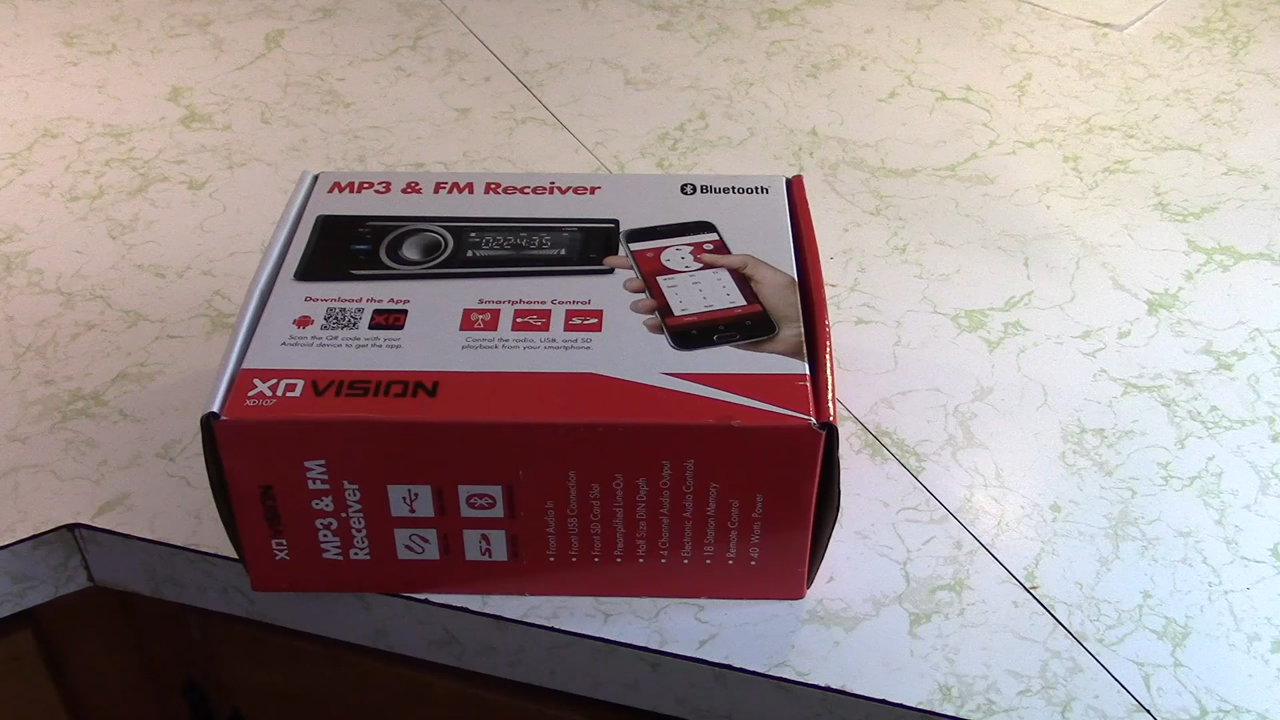 MP3 & FM Receiver
Bluetooth
02 24:35
Download the App
XD
Scan the QR code with your
Android device to get the app.
Smartphone Control
Control the radio, USB, and SD
playback from your smartphone.
XD VISION
XD107
XD VISION
MP3 & FM
Receiver
• Front Audio In
• Front USB Connection
• Front SD Card Slot
• Preamplified Line-Out
• Half Size DIN Depth
• 4 Channel Audio Output
• Electronic Audio Controls
• 18 Station Memory
• Remote Control
• 40 Watts Power